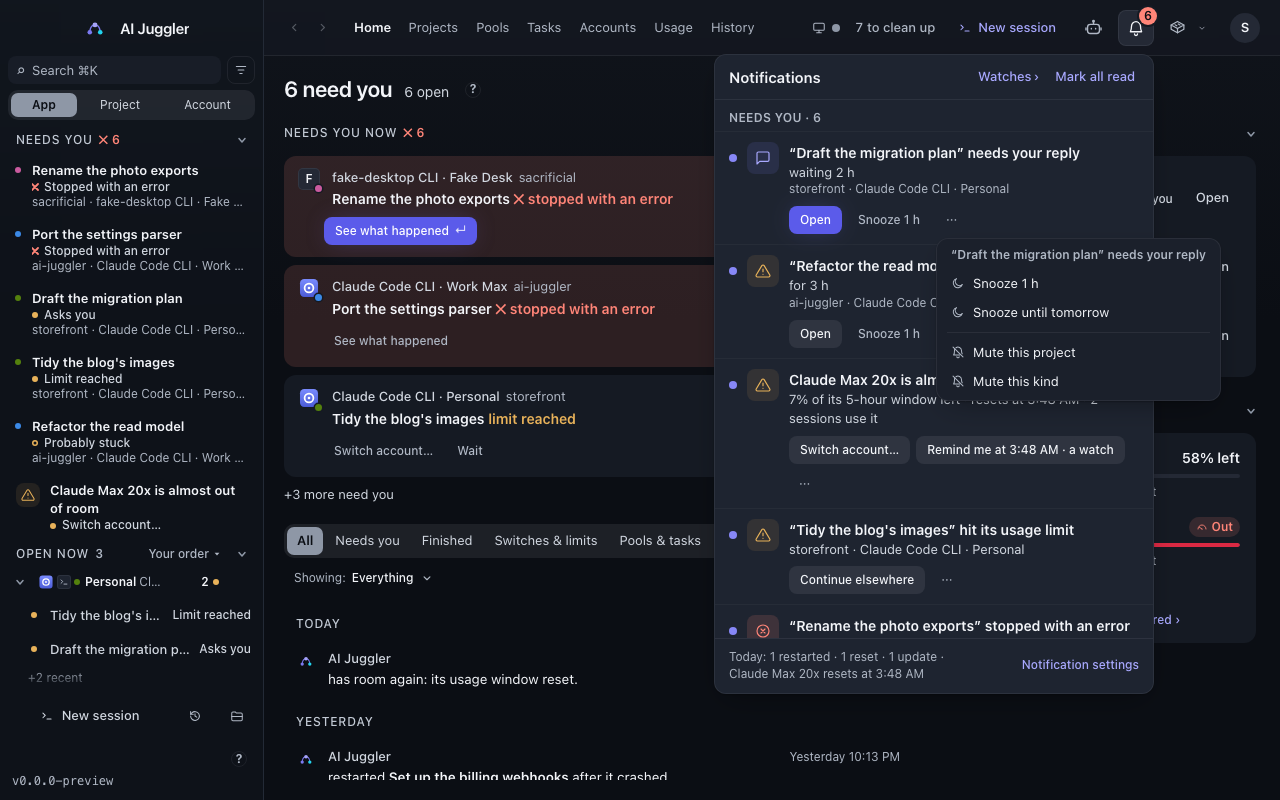 AI Juggler
Search ⌘K
App
Project
Account
NEEDS YOU 6
Rename the photo exports
Stopped with an error
sacrificial · fake-desktop CLI · Fake ...
Port the settings parser
Stopped with an error
ai-juggler · Claude Code CLI · Work ...
Draft the migration plan
Asks you
storefront · Claude Code CLI · Perso...
Tidy the blog's images
Limit reached
storefront · Claude Code CLI · Perso...
Refactor the read model
Probably stuck
ai-juggler · Claude Code CLI · Work ...
Claude Max 20x is almost out
of room
Switch account...
OPEN NOW 3
Your order
Personal Cl...
2
Tidy the blog's i...
Limit reached
Draft the migration p...
Asks you
+2 recent
New session
?
v0.0.0-preview
Home
Projects
Pools
Tasks
Accounts
Usage
History
7 to clean up
New session
6
S
6 need you
6 open
?
NEEDS YOU NOW 6
F
fake-desktop CLI · Fake Desk sacrificial
Rename the photo exports stopped with an error
See what happened
Claude Code CLI · Work Max ai-juggler
Port the settings parser stopped with an error
See what happened
Claude Code CLI · Personal storefront
Tidy the blog's images limit reached
Switch account...
Wait
+3 more need you
All
Needs you
Finished
Switches & limits
Pools & tasks
Showing: Everything
TODAY
AI Juggler
has room again: its usage window reset.
YESTERDAY
AI Juggler
Yesterday 10:13 PM
restarted Set up the billing webhooks after it crashed
Notifications
Watches ›
Mark all read
NEEDS YOU · 6
“Draft the migration plan” needs your reply
waiting 2 h
storefront · Claude Code CLI · Personal
Open
Snooze 1 h
...
“Refactor the read mo
for 3 h
ai-juggler · Claude Code C
Open
Snooze 1 h
Claude Max 20x is alm
7% of its 5-hour window left · resets at 3:48 AM · 2
sessions use it
Switch account...
Remind me at 3:48 AM · a watch
...
“Tidy the blog's images” hit its usage limit
storefront · Claude Code CLI · Personal
Continue elsewhere
...
“Rename the photo exports” stopped with an error
Today: 1 restarted · 1 reset · 1 update ·
Claude Max 20x resets at 3:48 AM
Notification settings
“Draft the migration plan” needs your reply
Snooze 1 h
Snooze until tomorrow
Mute this project
Mute this kind
you
Open
n
n
58% left
t
Out
t
red ›